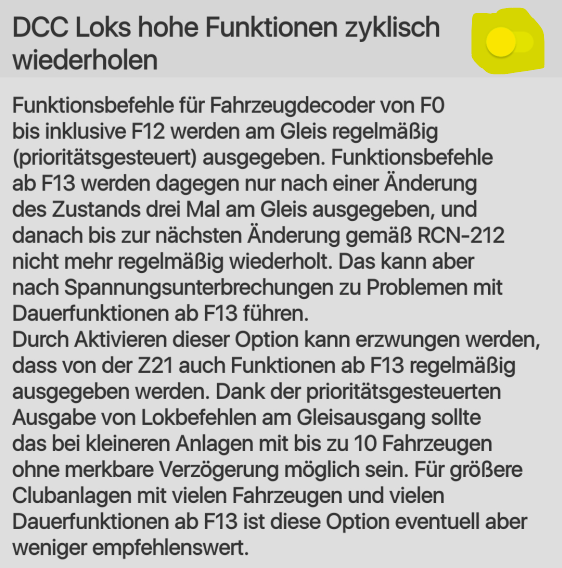 DCC Loks hohe Funktionen zyklisch
wiederholen
Funktionsbefehle für Fahrzeugdecoder von F0
bis inklusive F12 werden am Gleis regelmäßig
(prioritätsgesteuert) ausgegeben. Funktionsbefehle
ab F13 werden dagegen nur nach einer Änderung
des Zustands drei Mal am Gleis ausgegeben, und
danach bis zur nächsten Änderung gemäß RCN-212
nicht mehr regelmäßig wiederholt. Das kann aber
nach Spannungsunterbrechungen zu Problemen mit
Dauerfunktionen ab F13 führen.
Durch Aktivieren dieser Option kann erzwungen werden,
dass von der Z21 auch Funktionen ab F13 regelmäßig
ausgegeben werden. Dank der prioritätsgesteuerten
Ausgabe von Lokbefehlen am Gleisausgang sollte
das bei kleineren Anlagen mit bis zu 10 Fahrzeugen
ohne merkbare Verzögerung möglich sein. Für größere
Clubanlagen mit vielen Fahrzeugen und vielen
Dauerfunktionen ab F13 ist diese Option eventuell aber
weniger empfehlenswert.